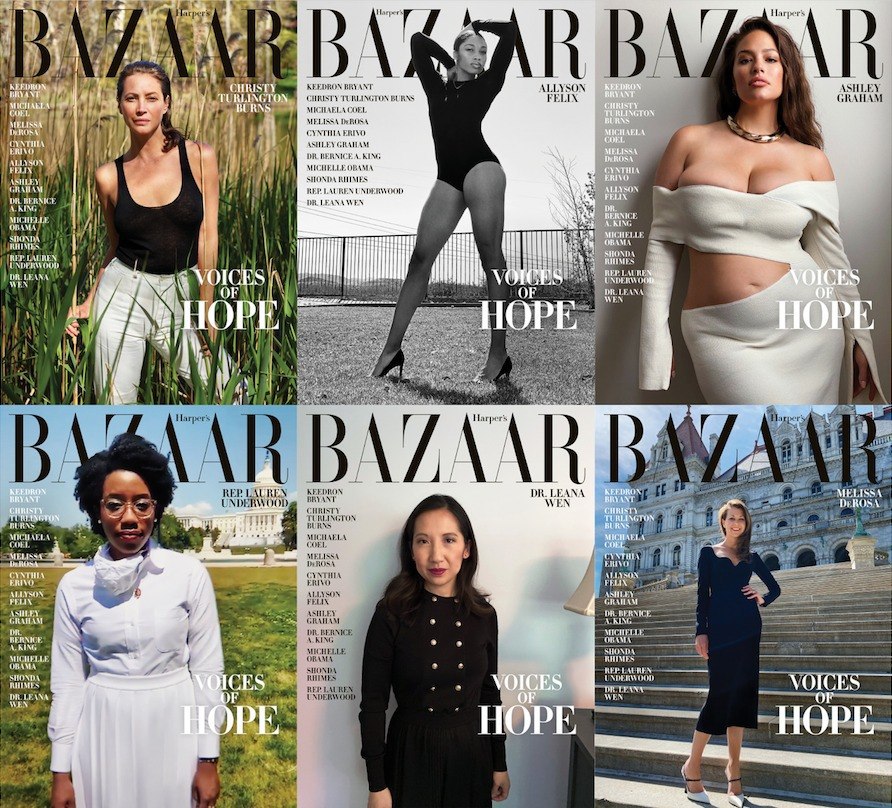 Harper's
BAZAAR
KEEDRON
BRYANT
MICHAELA
COEL
MELISSA
DeROSA
CYNTHIA
ERIVO
ALLYSON
FELIX
ASHLEY
GRAHAM
DR. BERNICE
A. KING
MICHELLE
OBAMA
SHONDA
RHIMES
REP. LAUREN
UNDERWOOD
DR. LEANA
WEN
CHRISTY
TURLINGTON
BURNS
VOICES
OF
HOPE
Harper's
BAZAAR
KEEDRON BRYANT
CHRISTY TURLINGTON BURNS
MICHAELA COEL
MELISSA DeROSA
CYNTHIA ERIVO
ASHLEY GRAHAM
DR. BERNICE A. KING
MICHELLE OBAMA
SHONDA RHIMES
REP. LAUREN UNDERWOOD
DR. LEANA WEN
ALLYSON
FELIX
VOICES
OF
HOPE
Harper's
BAZAAR
KEEDRON
BRYANT
CHRISTY
TURLINGTON
BURNS
MICHAELA
COEL
MELISSA
DeROSA
CYNTHIA
ERIVO
ALLYSON
FELIX
DR.
BERNICE
A. KING
MICHELLE
OBAMA
SHONDA
RHIMES
REP. LAUREN
UNDERWOOD
DR. LEANA
WEN
ASHLEY
GRAHAM
VOICES
OF
HOPE
Harper's
BAZAAR
KEEDRON
BRYANT
CHRISTY
TURLINGTON
BURNS
MICHAELA
COEL
MELISSA
DeROSA
CYNTHIA
ERIVO
ALLYSON
FELIX
ASHLEY
GRAHAM
DR.
BERNICE
A. KING
MICHELLE
OBAMA
SHONDA
RHIMES
DR. LEANA
WEN
REP. LAUREN
UNDERWOOD
VOICES
OF
HOPE
Harper's
BAZAAR
KEEDRON
BRYANT
CHRISTY
TURLINGTON
BURNS
MICHAELA
COEL
MELISSA
DeROSA
CYNTHIA
ERIVO
ALLYSON
FELIX
ASHLEY
GRAHAM
DR. BERNICE
A. KING
MICHELLE
OBAMA
SHONDA
RHIMES
REP. LAUREN
UNDERWOOD
DR. LEANA
WEN
VOICES
OF
HOPE
Harper's
BAZAAR
KEEDRON
BRYANT
CHRISTY
TURLINGTON
BURNS
MICHAELA
COEL
CYNTHIA
ERIVO
ALLYSON
FELIX
ASHLEY
GRAHAM
DR. BERNICE
A. KING
MICHELLE
OBAMA
SHONDA
RHIMES
REP. LAUREN
UNDERWOOD
DR. LEANA
WEN
MELISSA
DeROSA
VOICES
OF
HOPE